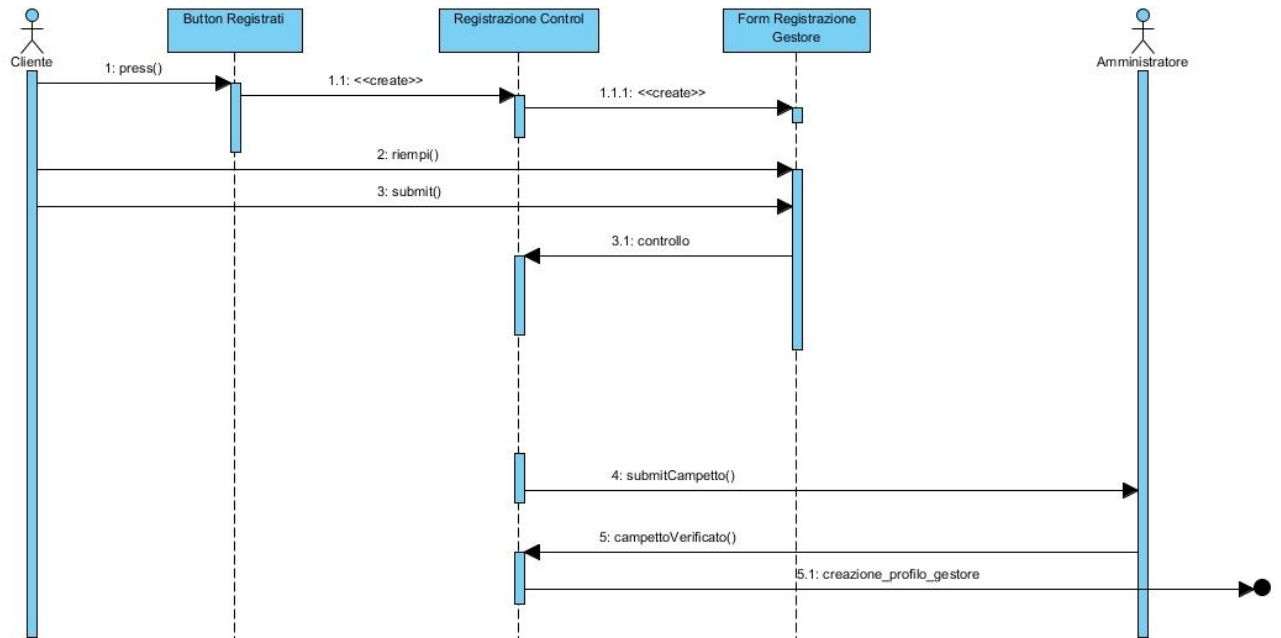 Button Registrati
Registrazione Control
Form Registrazione
Gestore
Cliente
Amministratore
1: press()
1.1: <<create>>
1.1.1: <<create>>
2: riempi()
3: submit()
3.1: controllo
4: submitCampetto()
5: campettoVerificato()
5.1: creazione_profilo_gestore